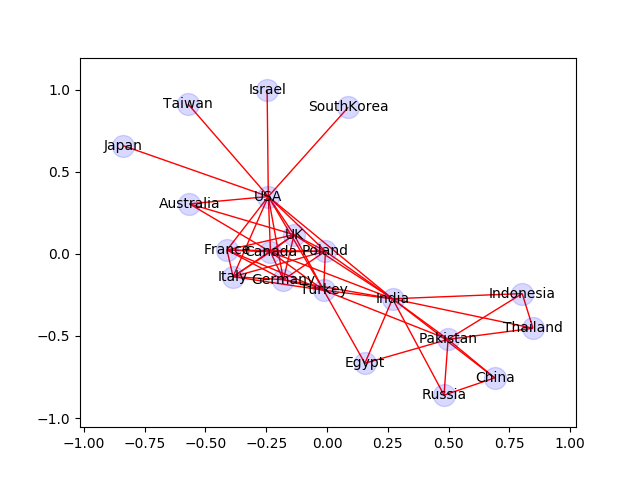 1.0
0.5
0.0
−0.5
−1.0
Israel
Taiwan
SouthKorea
Japan
USA
Australia
UK
France
Canada
Poland
Italy
Germany
Turkey
India
Indonesia
Thailand
Pakistan
Egypt
China
Russia
−1.00 −0.75 −0.50 −0.25 0.00 0.25 0.50 0.75 1.00